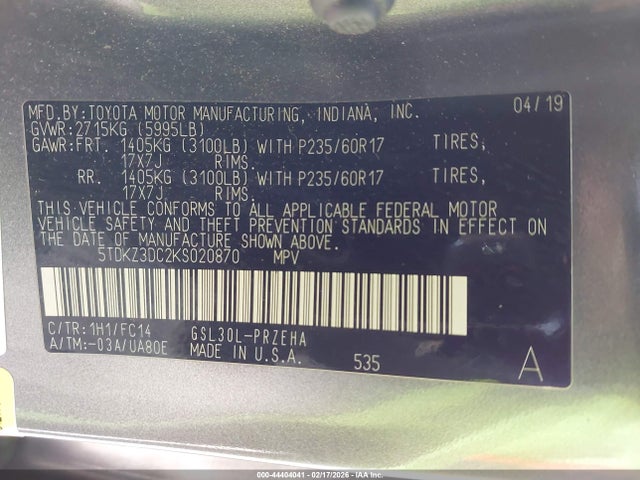 MFD.BY:TOYOTA MOTOR MANUFACTURING, INDIANA, INC. 04/19
GVWR:2715KG (5995LB)
GAWR:FRT. 1405KG (3100LB) WITH P235/60R17 TIRES,
17X7J RIMS.
RR. 1405KG (3100LB) WITH P235/60R17 TIRES,
17X7J. RIMS.
THIS VEHICLE CONFORMS TO ALL APPLICABLE FEDERAL MOTOR
VEHICLE SAFETY AND THEFT PREVENTION STANDARDS IN EFFECT ON
THE DATE OF MANUFACTURE SHOWN ABOVE.
5TDKZ3DC2KS020870 MPV
C/TR:1H1/FC14 GSL30L-PRZEHA
A/TM:-03A/UA80E MADE IN U.S.A. 535 A
000-44404041 - 02/17/2026 - IAA Inc.